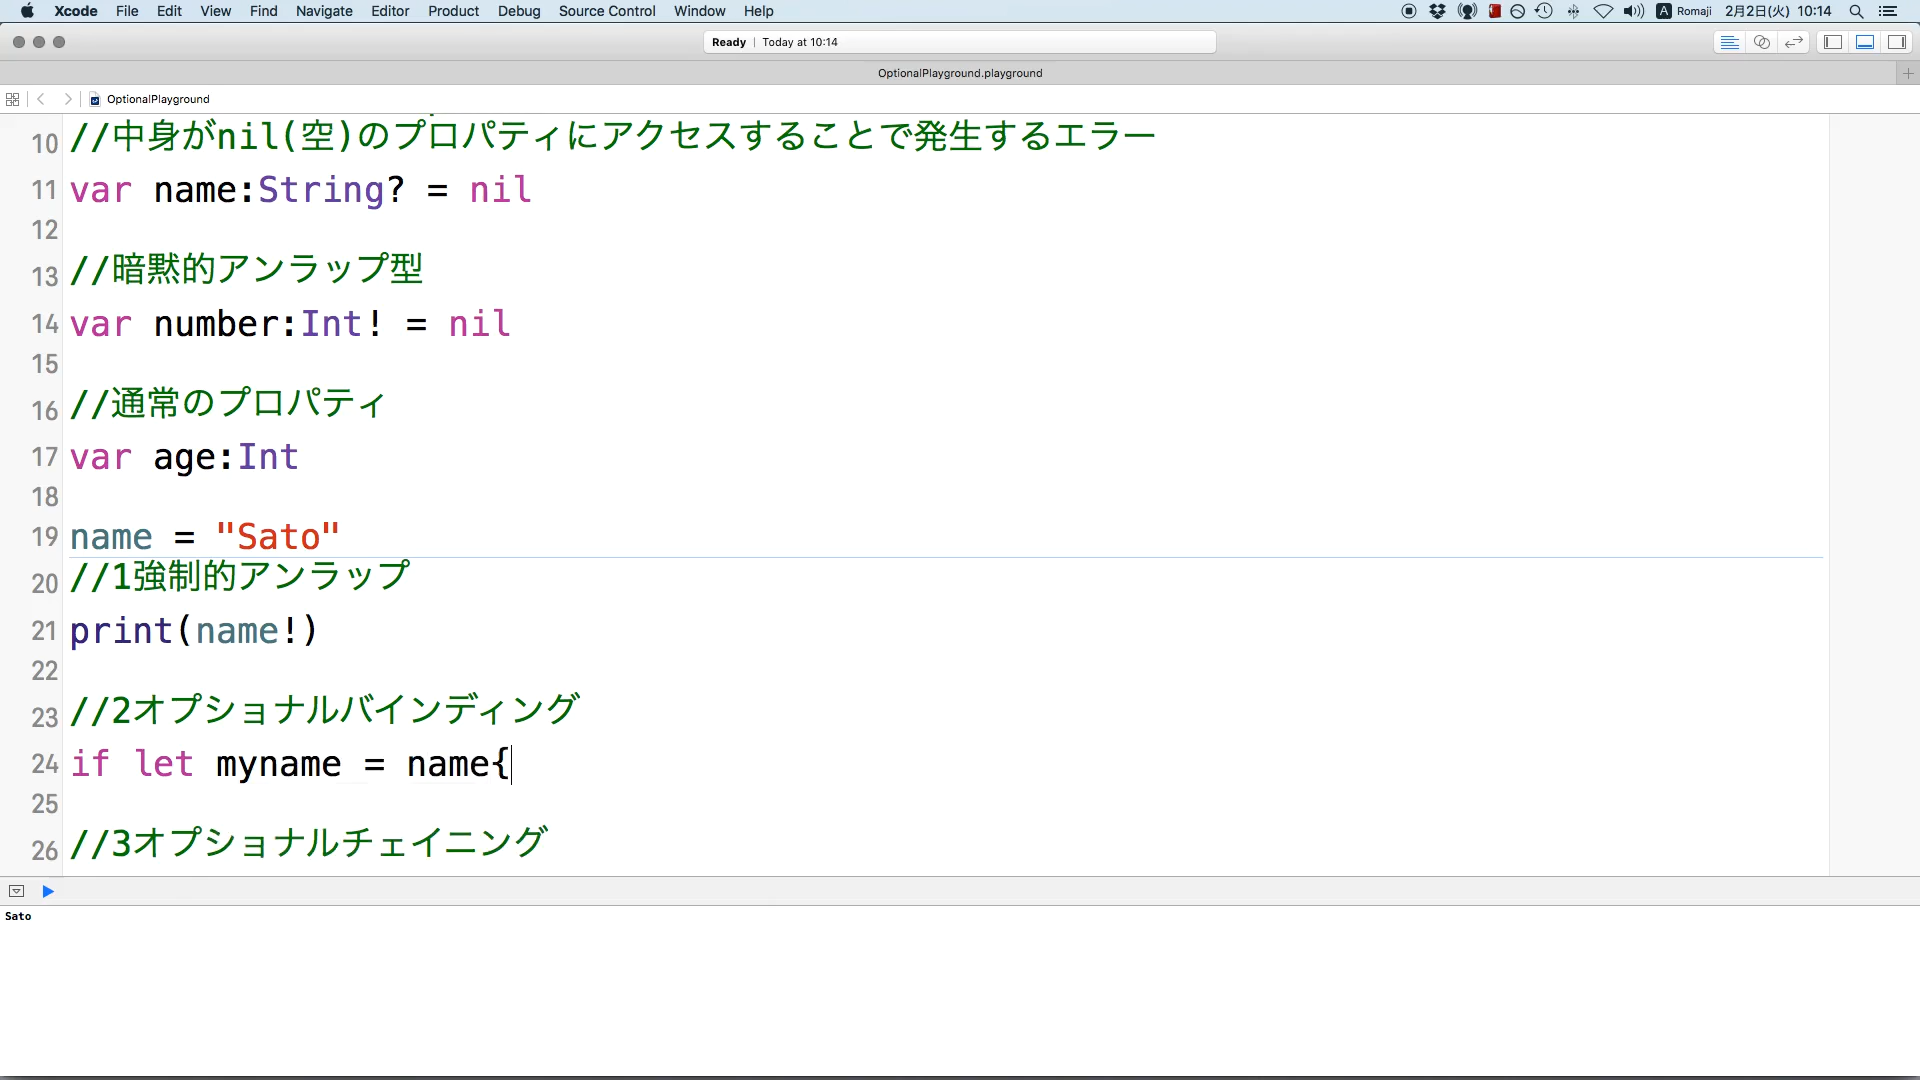 Xcode File Edit View Find Navigate Editor Product Debug Source Control Window Help A Romaji 2月2日(火) 10:14
Ready | Today at 10:14
OptionalPlayground.playground
OptionalPlayground
10 //中身がnil(空)のプロパティにアクセスすることで発生するエラー
11 var name:String? = nil
12
13 //暗黙的アンラップ型
14 var number:Int! = nil
15
16 //通常のプロパティ
17 var age:Int
18
19 name = "Sato"
20 //1強制的アンラップ
21 print(name!)
22
23 //2オプショナルバインディング
24 if let myname = name{
25
26 //3オプショナルチェイニング
Sato